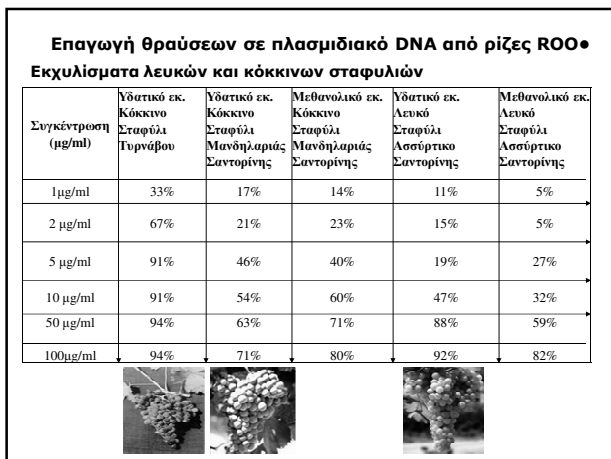 Επαγωγή θραύσεων σε πλασμιδιακό DNA από ρίζες ROO●
Εκχυλίσματα λευκών και κόκκινων σταφυλιών
Συγκέντρωση
(μg/ml)
Υδατικό εκ.
Κόκκινο
Σταφύλι
Τυρνάβου
Υδατικό εκ.
Κόκκινο
Σταφύλι
Μανδηλαριάς
Σαντορίνης
Μεθανολικό εκ.
Κόκκινο
Σταφύλι
Μανδηλαριάς
Σαντορίνης
Υδατικό εκ.
Λευκό
Σταφύλι
Ασσύρτικο
Σαντορίνης
Μεθανολικό εκ.
Λευκό
Σταφύλι
Ασσύρτικο
Σαντορίνης
1μg/ml 33% 17% 14% 11% 5%
2 μg/ml 67% 21% 23% 15% 5%
5 μg/ml 91% 46% 40% 19% 27%
10 μg/ml 91% 54% 60% 47% 32%
50 μg/ml 94% 63% 71% 88% 59%
100μg/ml 94% 71% 80% 92% 82%